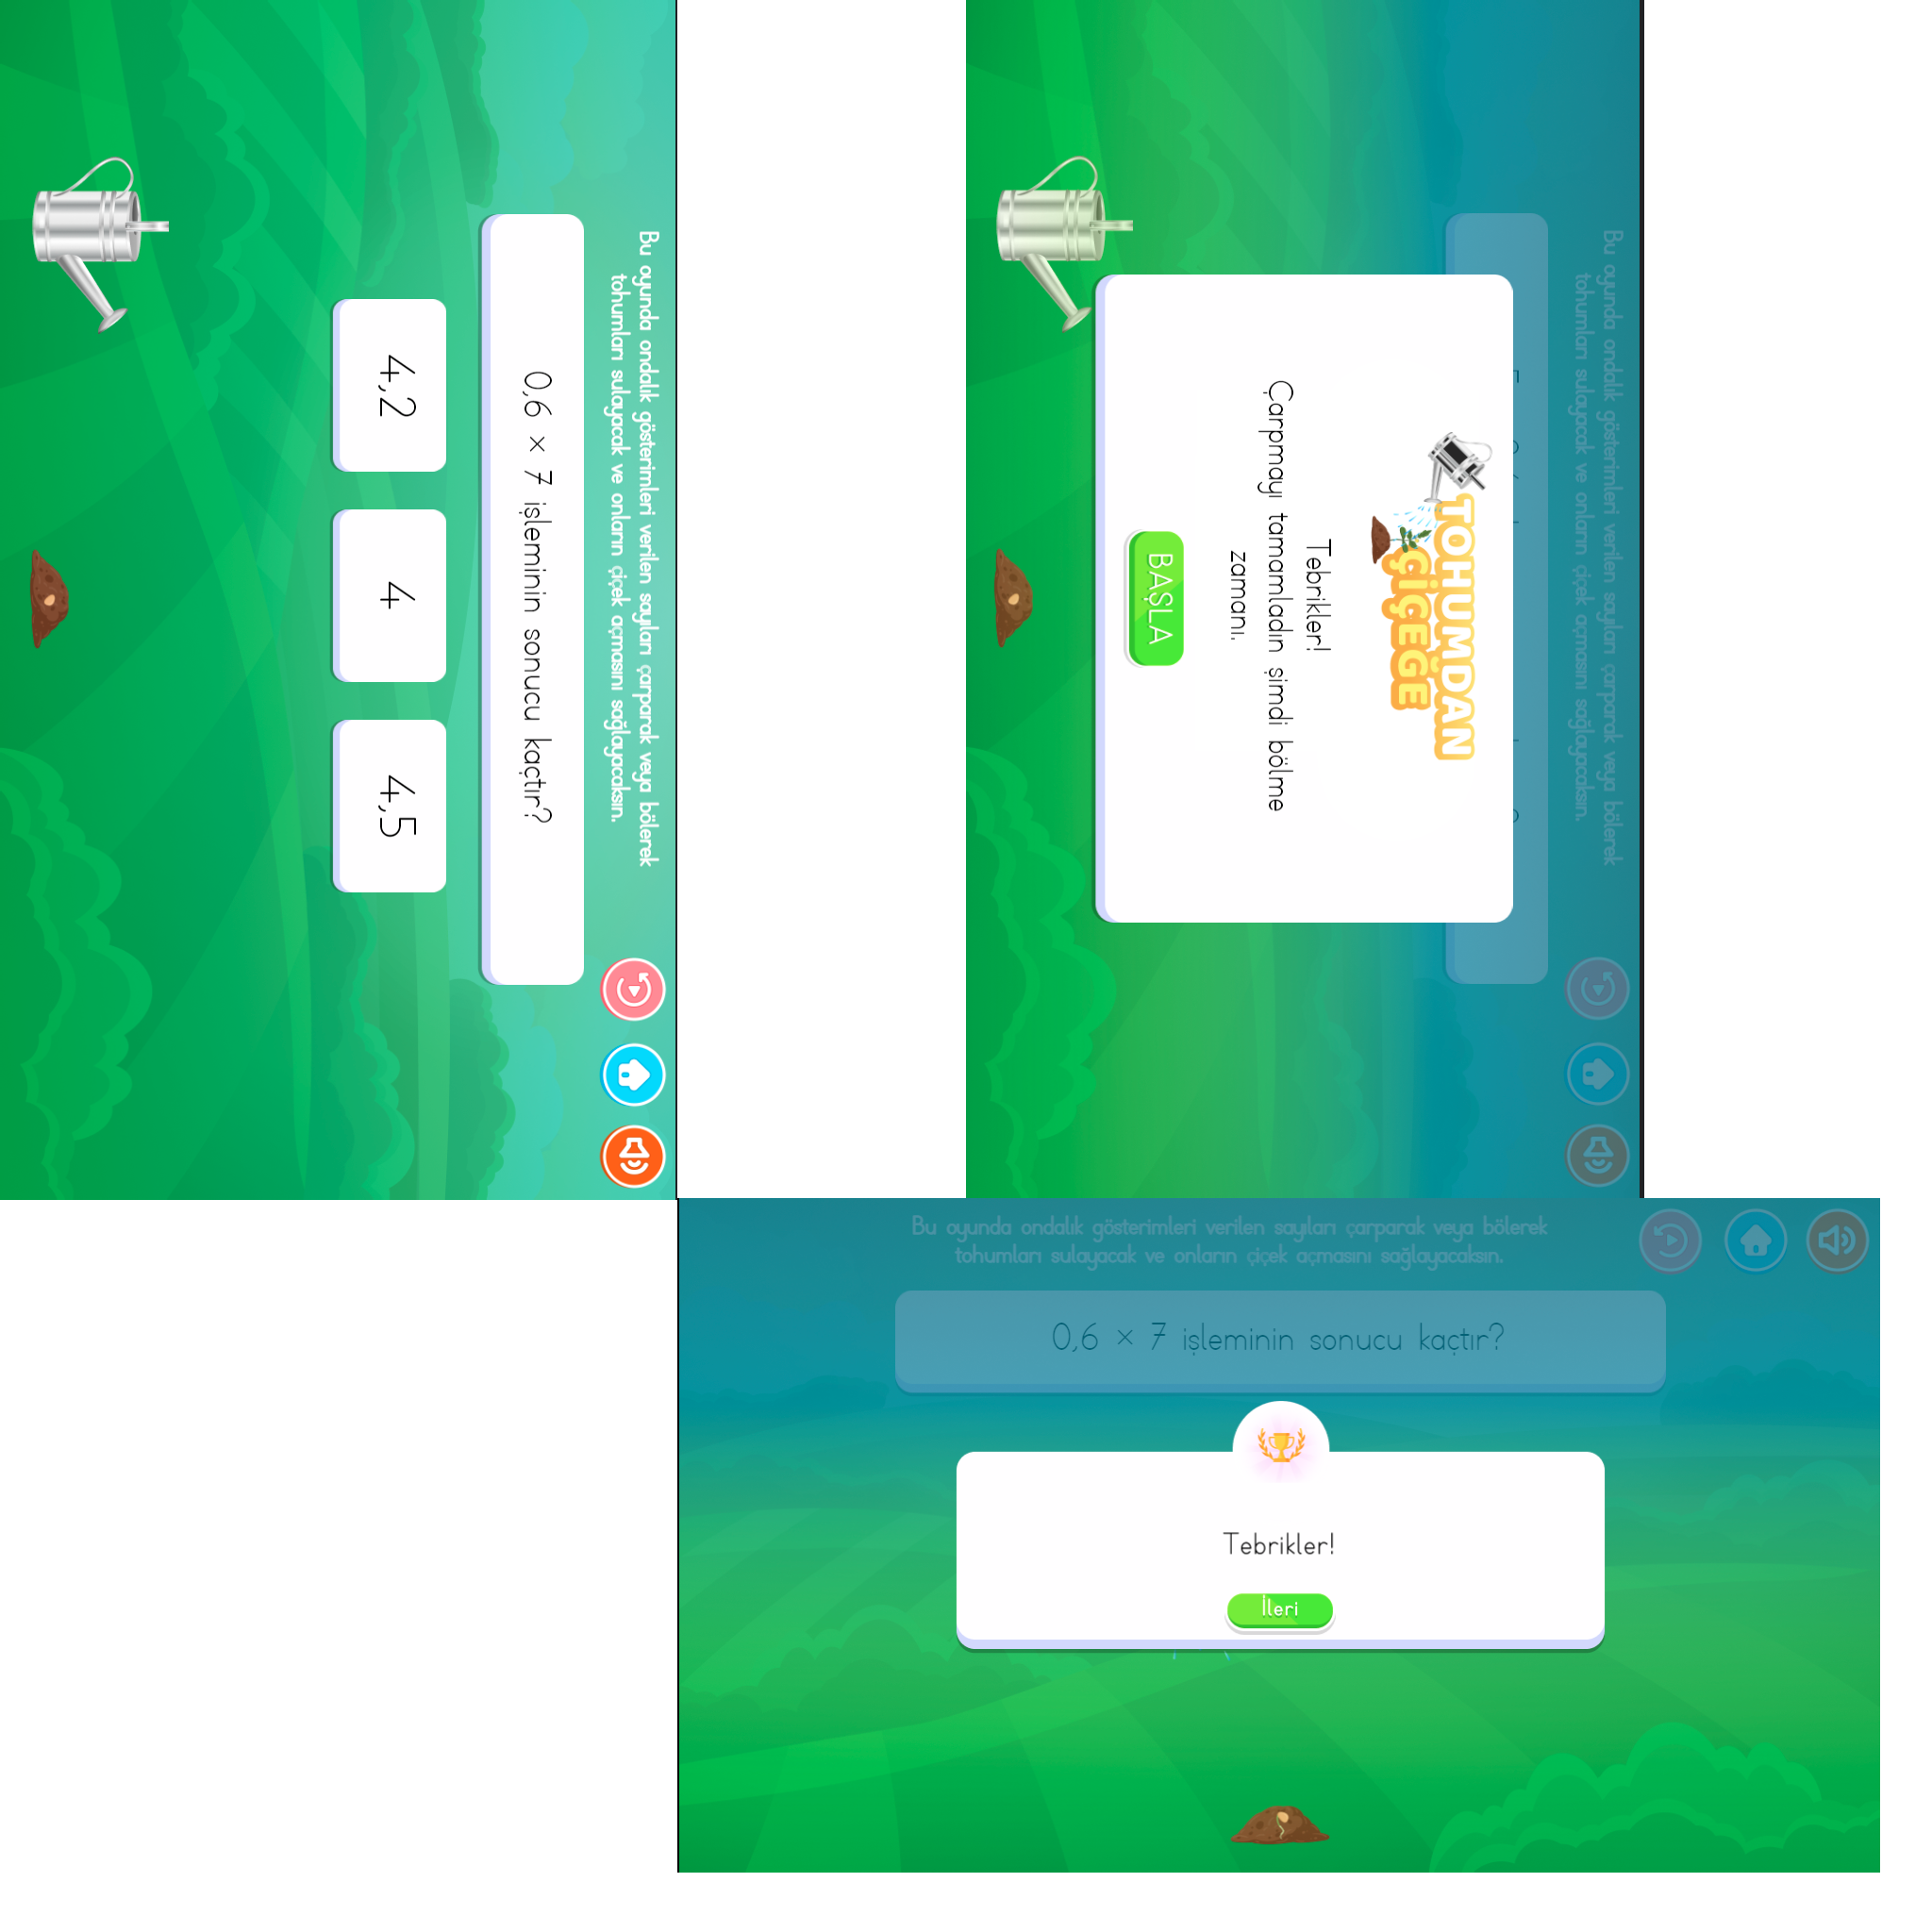 Bu oyunda ondalık gösterimleri verilen sayıları çarparak veya bölerek
tohumları sulayacak ve onların çiçek açmasını sağlayacaksın.
0,6 × 7 işleminin sonucu kaçtır?
4,2
4
4,5
Bu oyunda ondalık gösterimleri verilen sayıları çarparak veya bölerek
tohumları sulayacak ve onların çiçek açmasını sağlayacaksın.
TOHUMDAN
ÇİÇEĞE
Tebrikler!
Çarpmayı tamamladın şimdi bölme
zamanı.
BAŞLA
Bu oyunda ondalık gösterimleri verilen sayıları çarparak veya bölerek
tohumları sulayacak ve onların çiçek açmasını sağlayacaksın.
0,6 × 7 işleminin sonucu kaçtır?
Tebrikler!
İleri